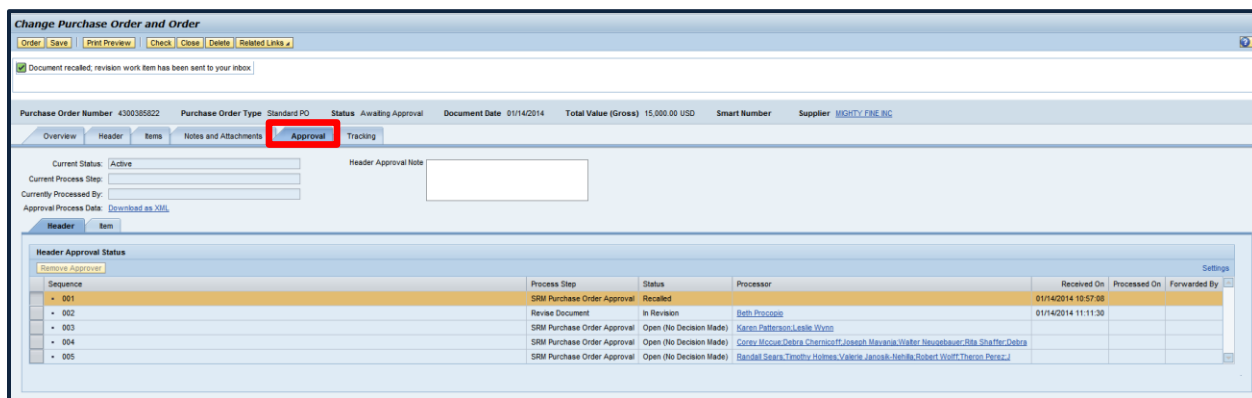 Change Purchase Order and Order
Order Save Print Preview Check Close Delete Related Links
Document recalled; revision work item has been sent to your inbox
Purchase Order Number 4300385822 Purchase Order Type Standard PO Status Awaiting Approval Document Date 01/14/2014 Total Value (Gross) 15,000.00 USD Smart Number Supplier MIGHTY FINE INC
Overview Header Items Notes and Attachments Approval Tracking
Current Status: Active Header Approval Note
Current Process Step:
Currently Processed By:
Approval Process Data: Download as XML
Header Item
Header Approval Status
Remove Approver Settings
Sequence Process Step Status Processor Received On Processed On Forwarded By
001 SRM Purchase Order Approval Recalled 01/14/2014 10:57:08
002 Revise Document In Revision Beth Procopio 01/14/2014 11:11:30
003 SRM Purchase Order Approval Open (No Decision Made) Karen Patterson;Leslie Wynn
004 SRM Purchase Order Approval Open (No Decision Made) Corey Mccue;Debra Chernicoff;Joseph Mayania;Walter Neugebauer;Rita Shaffer;Debra
005 SRM Purchase Order Approval Open (No Decision Made) Randall Sears;Timothy Holmes;Valerie Janosik-Nehilla;Robert Wolff;Theron Perez;J